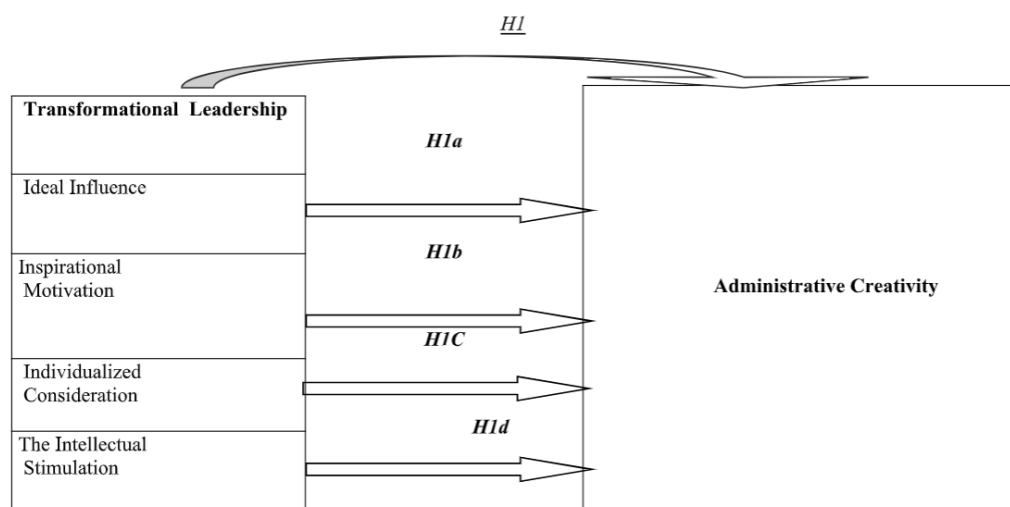 H1
Transformational Leadership
H1a
Ideal Influence
H1b
Inspirational
Motivation
Administrative Creativity
H1C
Individualized
Consideration
H1d
The Intellectual
Stimulation